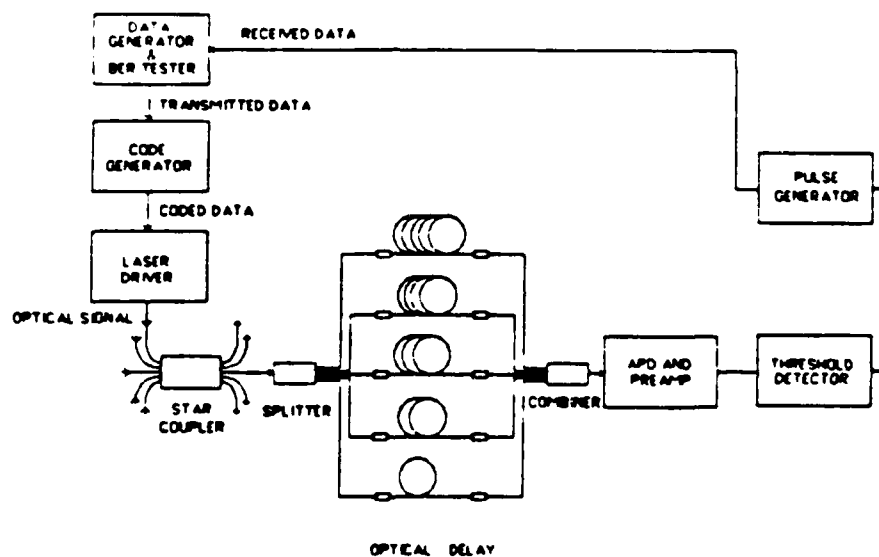 DATA
GENERATOR
&
BER TESTER
RECEIVED DATA
TRANSMITTED DATA
CODE
GENERATOR
PULSE
GENERATOR
CODED DATA
LASER
DRIVER
OPTICAL SIGNAL
STAR
COUPLER
SPLITTER
COMBINER
APD AND
PREAMP
THRESHOLD
DETECTOR
OPTICAL DELAY